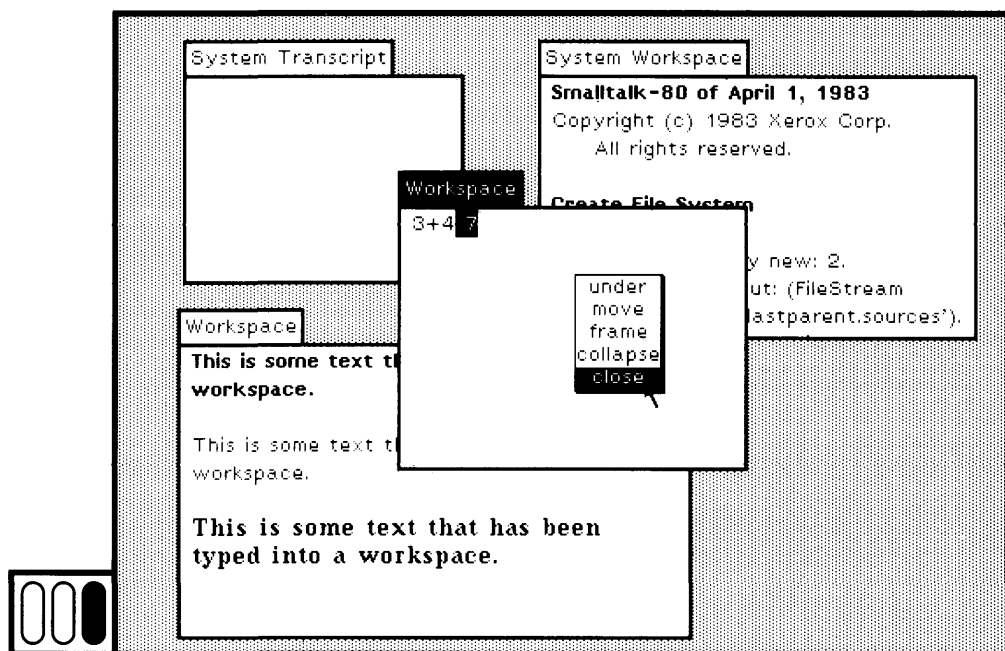 System Transcript
System Workspace
Smalltalk-80 of April 1, 1983
Copyright (c) 1983 Xerox Corp.
All rights reserved.
Create File System
y new: 2.
ut: (FileStream
lastparent.sources').
Workspace
3+4 7
under
move
frame
collapse
close
Workspace
This is some text th
workspace.
This is some text th
workspace.
This is some text that has been
typed into a workspace.